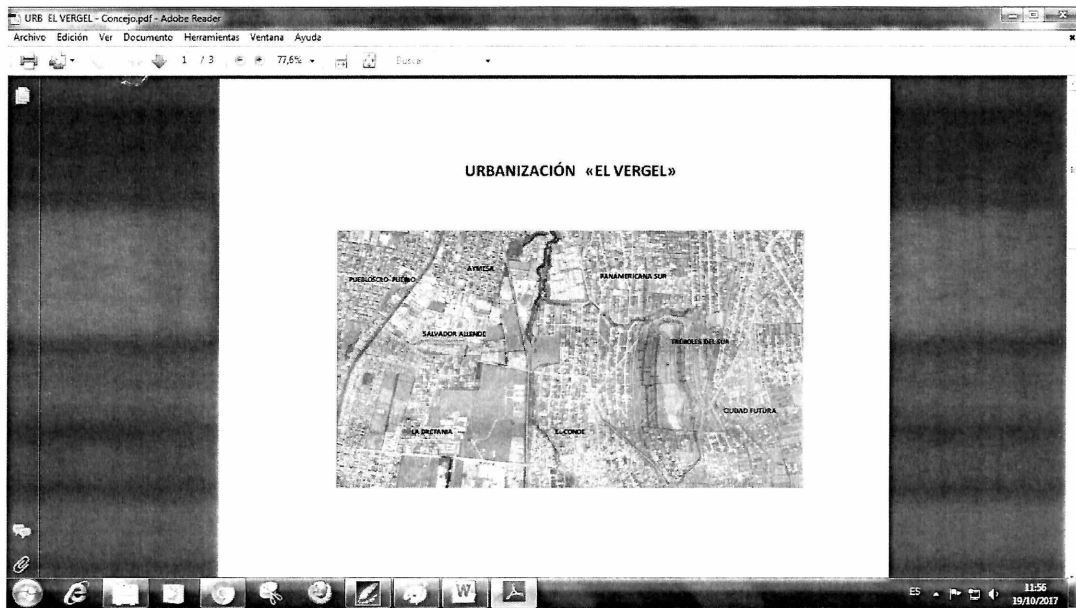 URB EL VERGEL - Concejo.pdf - Adobe Reader
Archivo Edición Ver Documento Herramientas Ventana Ayuda
1 / 3 77,6% Buscar
URBANIZACIÓN «EL VERGEL»
AYMESA
PANAMERICANA SUR
SALVADOR ALLENDE
TRÉBOLES DEL SUR
CIUDAD FUTURA
LA BRETANIA
EL CONDE
ES 11:56
19/10/2017